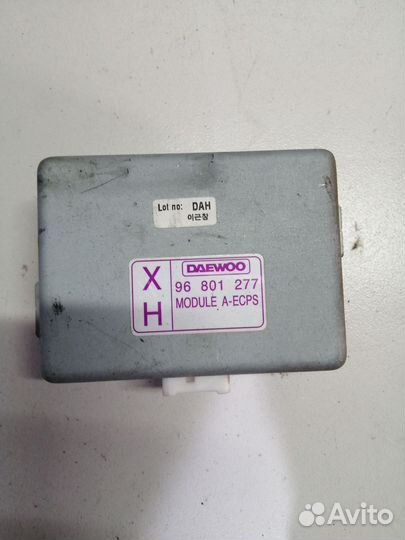 Lot no: DAH
이근창
X
H
DAEWOO
96 801 277
MODULE A-ECPS
Avito